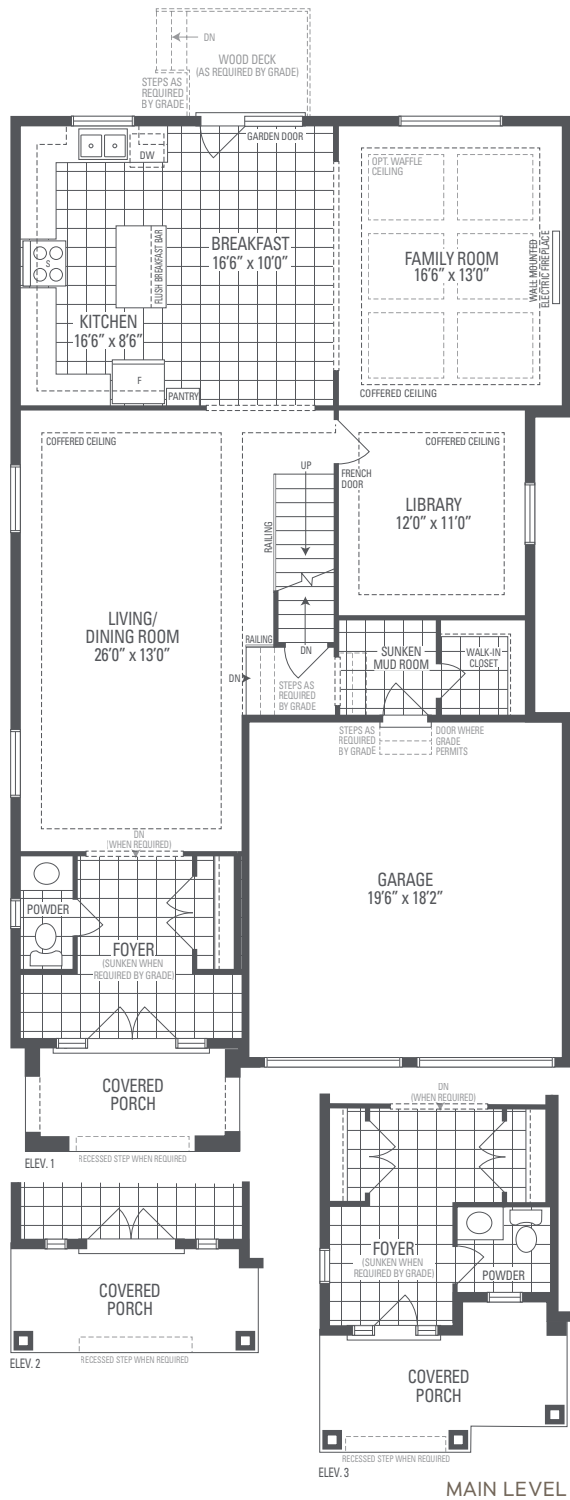 DN
WOOD DECK
(AS REQUIRED BY GRADE)
STEPS AS
REQUIRED
BY GRADE
GARDEN DOOR
DW
OPT. WAFFLE
CEILING
S
FLUSH BREAKFAST BAR
BREAKFAST
16'6" x 10'0"
FAMILY ROOM
16'6" x 13'0"
WALL MOUNTED
ELECTRIC FIREPLACE
KITCHEN
16'6" x 8'6"
F
PANTRY
COFFERED CEILING
COFFERED CEILING
UP
FRENCH
DOOR
COFFERED CEILING
RAILING
LIBRARY
12'0" x 11'0"
LIVING/
DINING ROOM
26'0" x 13'0"
RAILING
DN
DN
STEPS AS
REQUIRED
BY GRADE
SUNKEN
MUD ROOM
WALK-IN
CLOSET
STEPS AS
REQUIRED
BY GRADE
DOOR WHERE
GRADE
PERMITS
DN
(WHEN REQUIRED)
POWDER
FOYER
(SUNKEN WHEN
REQUIRED BY GRADE)
GARAGE
19'6" x 18'2"
COVERED
PORCH
RECESSED STEP WHEN REQUIRED
ELEV. 1
COVERED
PORCH
RECESSED STEP WHEN REQUIRED
ELEV. 2
DN
(WHEN REQUIRED)
FOYER
(SUNKEN WHEN
REQUIRED BY GRADE)
POWDER
COVERED
PORCH
RECESSED STEP WHEN REQUIRED
ELEV. 3
MAIN LEVEL